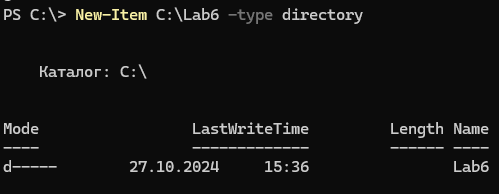 PS C:\> New-Item C:\Lab6 -type directory
Каталог: C:\
Mode LastWriteTime Length Name
---- ------------- ------ ----
d----- 27.10.2024 15:36 Lab6